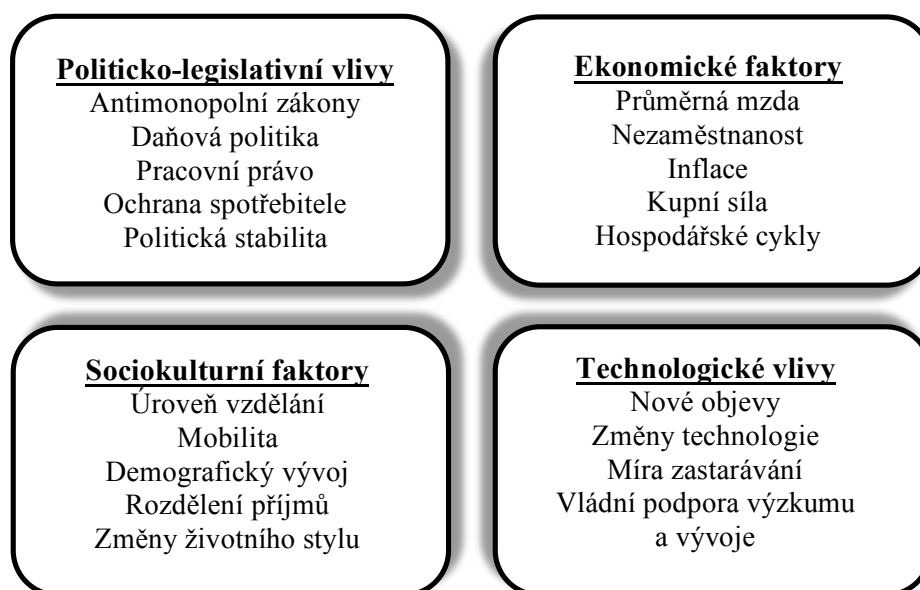 Politicko-legislativní vlivy
Antimonopolní zákony
Daňová politika
Pracovní právo
Ochrana spotřebitele
Politická stabilita
Ekonomické faktory
Průměrná mzda
Nezaměstnanost
Inflace
Kupní síla
Hospodářské cykly
Sociokulturní faktory
Úroveň vzdělání
Mobilita
Demografický vývoj
Rozdělení příjmů
Změny životního stylu
Technologické vlivy
Nové objevy
Změny technologie
Míra zastarávání
Vládní podpora výzkumu
a vývoje